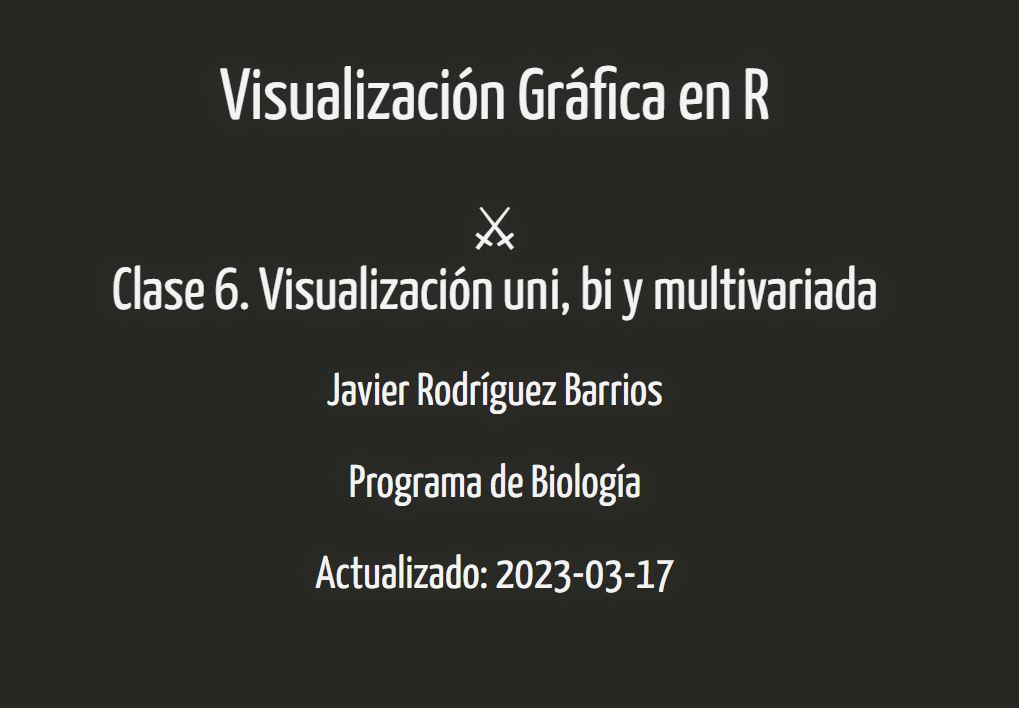 Visualización Gráfica en R
⚔
Clase 6. Visualización uni, bi y multivariada
Javier Rodríguez Barrios
Programa de Biología
Actualizado: 2023-03-17